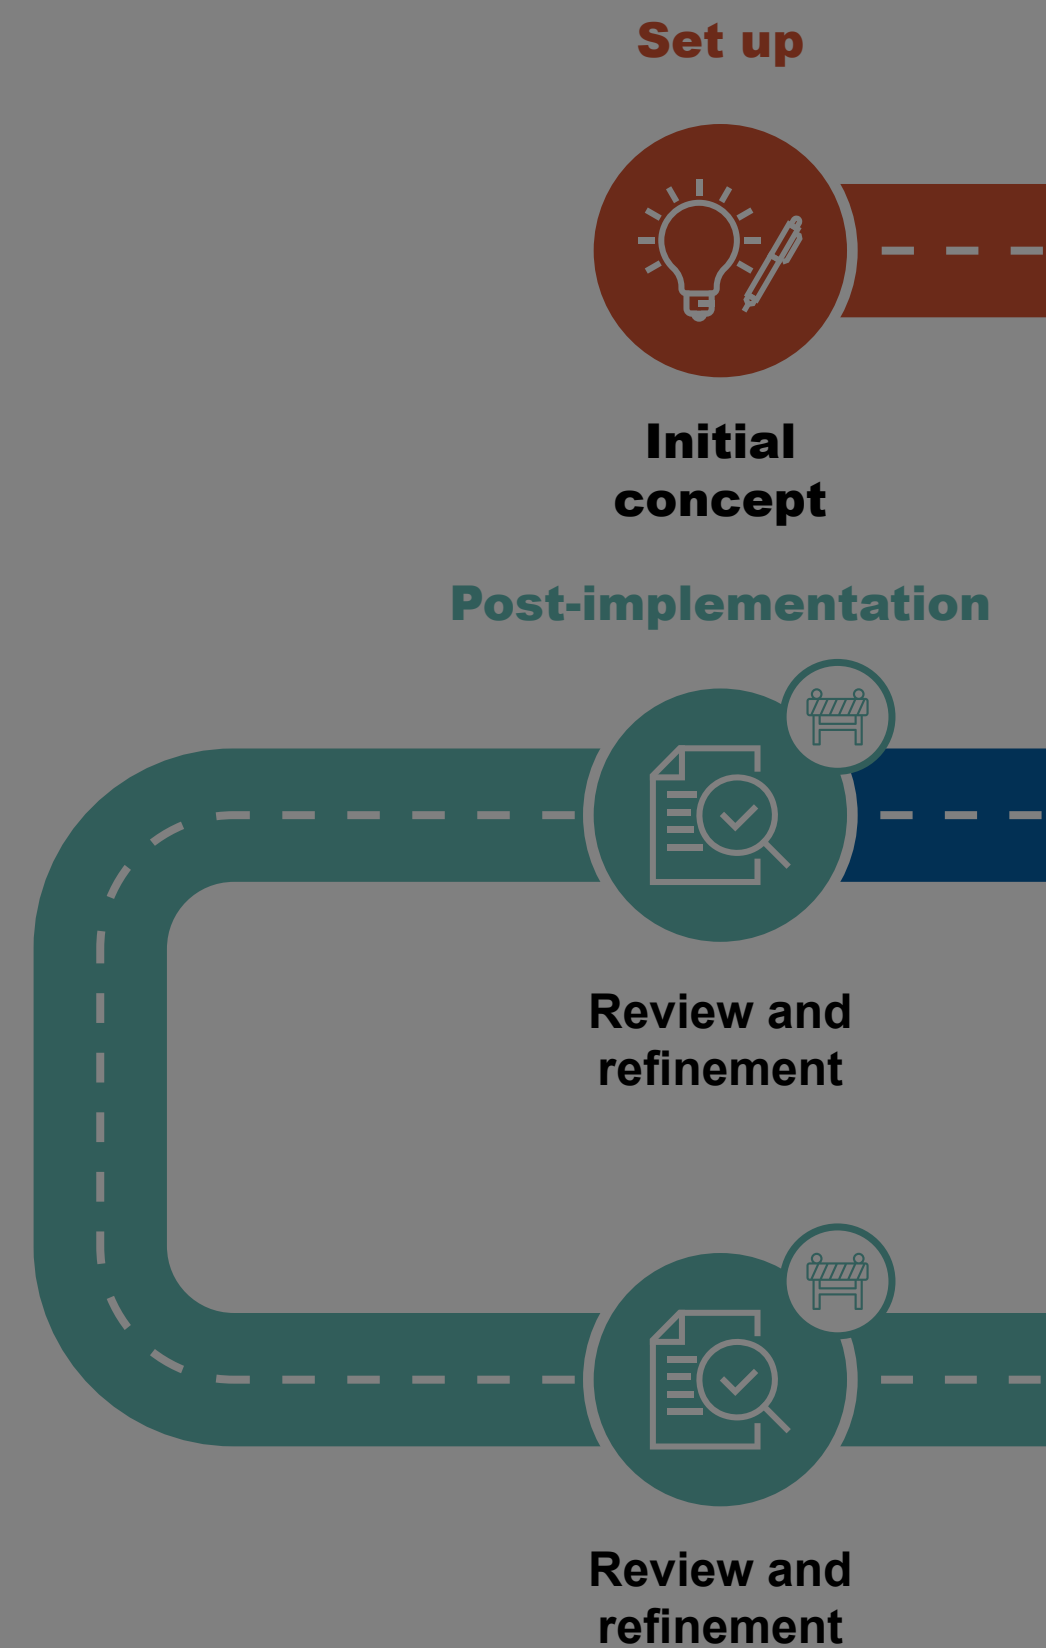 Set up
Initial
concept
Post-implementation
Review and
refinement
Review and
refinement